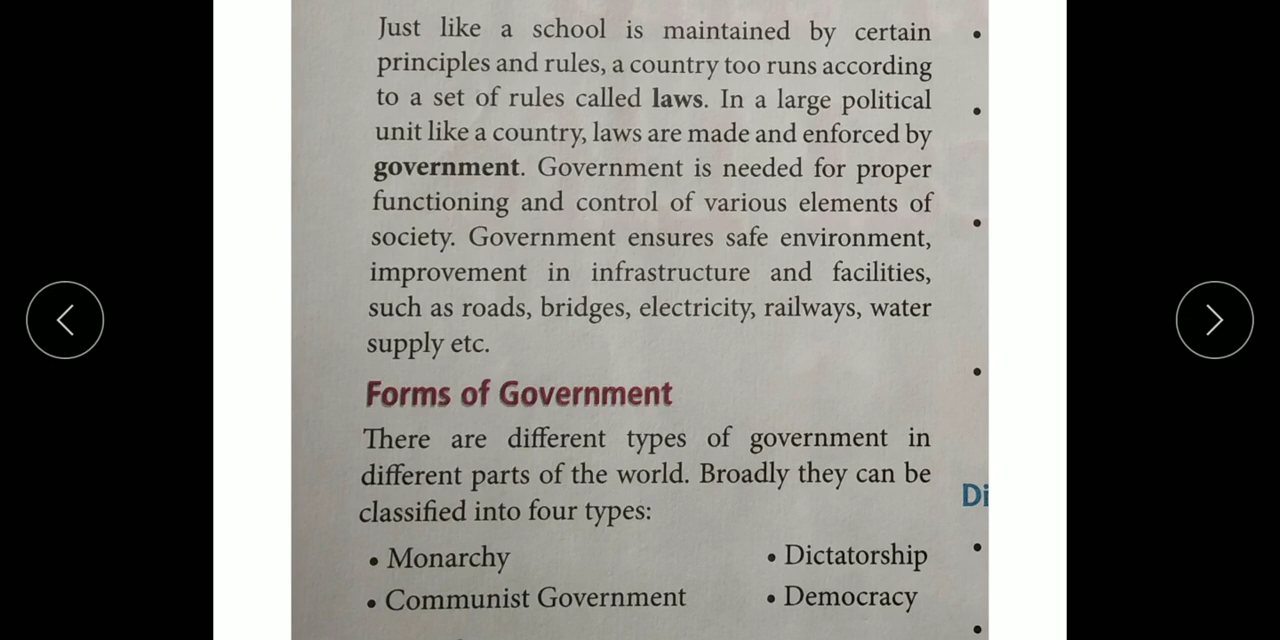 Just like a school is maintained by certain
principles and rules, a country too runs according
to a set of rules called laws. In a large political
unit like a country, laws are made and enforced by
government. Government is needed for proper
functioning and control of various elements of
society. Government ensures safe environment,
improvement in infrastructure and facilities,
such as roads, bridges, electricity, railways, water
supply etc.
Forms of Government
There are different types of government in
different parts of the world. Broadly they can be
classified into four types:
• Monarchy • Dictatorship
• Communist Government • Democracy
Di